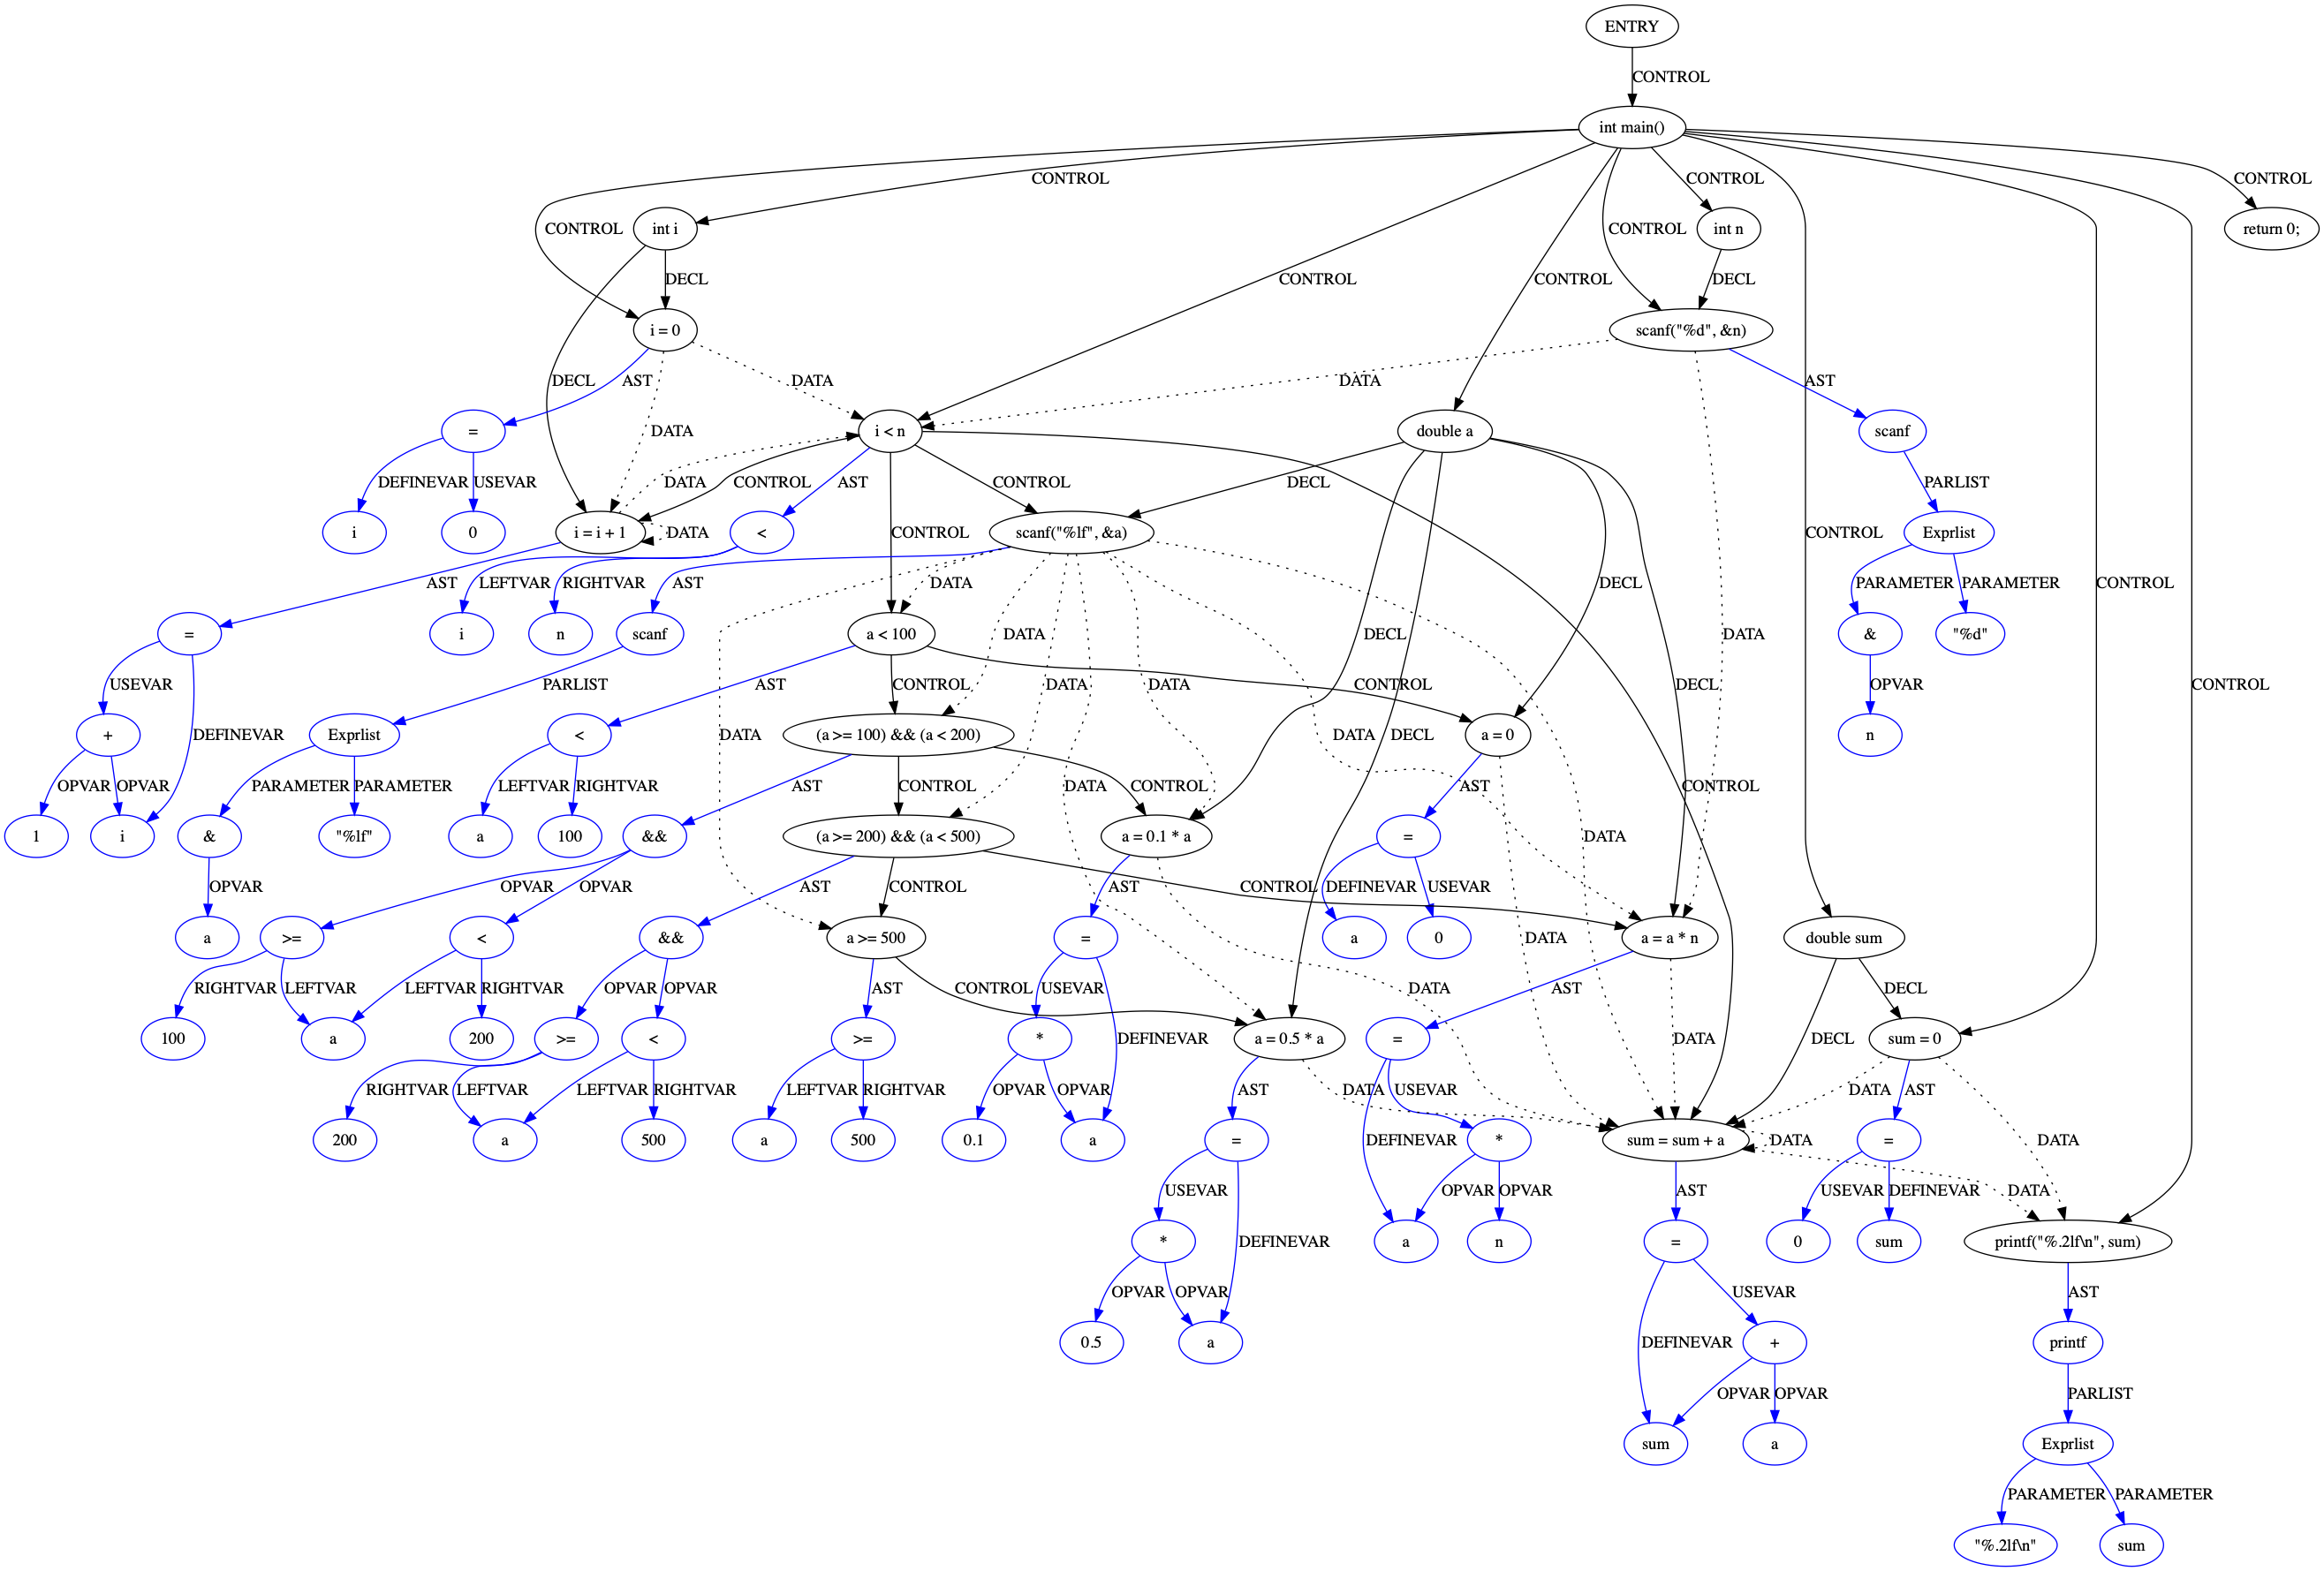 ENTRY
CONTROL
int main()
CONTROL CONTROL CONTROL
int i int n return 0;
CONTROL DECL CONTROL CONTROL CONTROL DECL
i = 0 scanf("%d", &n)
DECL AST DATA DATA AST
= i < n double a scanf
DATA
DEFINEVAR USEVAR DATA CONTROL AST CONTROL DECL PARLIST
i 0 i = i + 1 DATA < CONTROL scanf("%lf", &a) CONTROL Exprlist
AST LEFTVAR RIGHTVAR AST DATA DECL CONTROL PARAMETER PARAMETER
= i n scanf a < 100 DATA DECL DATA & "%d"
USEVAR PARLIST AST CONTROL DATA DATA CONTROL DECL CONTROL OPVAR
+ DEFINEVAR Exprlist < DATA (a >= 100) && (a < 200) DATA DECL a = 0 n
OPVAR OPVAR PARAMETER PARAMETER LEFTVAR RIGHTVAR AST CONTROL DATA CONTROL AST CONTROL
1 i & "%lf" a 100 && (a >= 200) && (a < 500) a = 0.1 * a = DATA
OPVAR OPVAR OPVAR AST CONTROL AST CONTROL DEFINEVAR USEVAR
a >= < && a >= 500 = a 0 DATA a = a * n double sum
RIGHTVAR LEFTVAR LEFTVAR RIGHTVAR OPVAR OPVAR AST CONTROL USEVAR DATA AST DECL
100 a 200 >= < >= * DEFINEVAR a = 0.5 * a = DATA DECL sum = 0
RIGHTVAR LEFTVAR LEFTVAR RIGHTVAR LEFTVAR RIGHTVAR OPVAR OPVAR AST DATA USEVAR DATA AST
200 a 500 a 500 0.1 a = DEFINEVAR * sum = sum + a DATA = DATA
USEVAR OPVAR OPVAR AST USEVAR DEFINEVAR DATA
* DEFINEVAR a n = 0 sum printf("%.2lf\n", sum)
OPVAR OPVAR USEVAR AST
0.5 a DEFINEVAR + printf
OPVAR OPVAR PARLIST
sum a Exprlist
PARAMETER PARAMETER
"%.2lf\n" sum